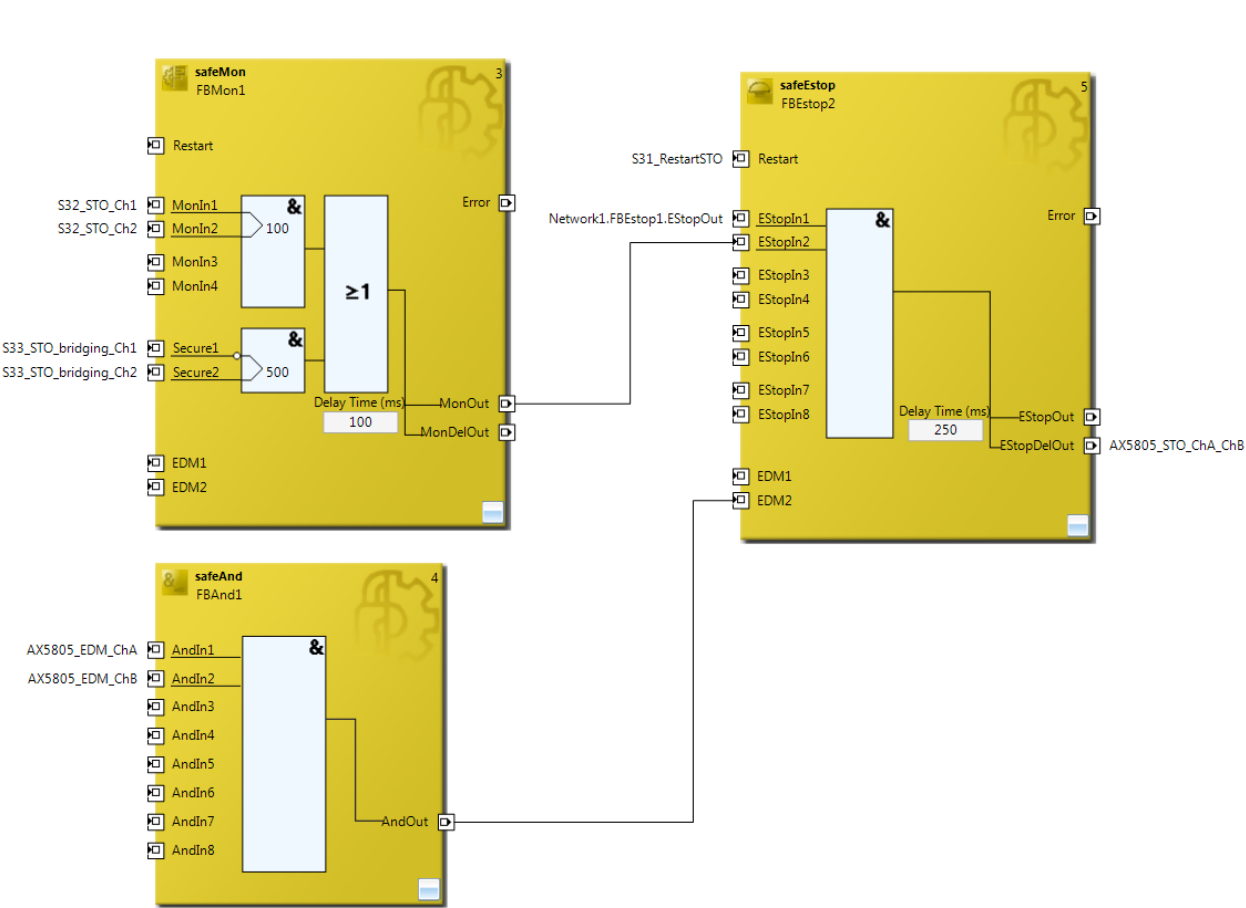 safeMon
3
FBMon1
Restart
S32_STO_Ch1 MonIn1
&
Error
S32_STO_Ch2 MonIn2
100
MonIn3
MonIn4
≥1
S33_STO_bridging_Ch1 Secure1
&
S33_STO_bridging_Ch2 Secure2
500
Delay Time (ms)
MonOut
100
MonDelOut
EDM1
EDM2
safeAnd
4
FBAnd1
&
AX5805_EDM_ChA AndIn1
&
AX5805_EDM_ChB AndIn2
AndIn3
AndIn4
AndIn5
AndIn6
AndIn7
AndOut
AndIn8
safeEstop
5
FBEstop2
S31_RestartSTO Restart
Network1.FBEstop1.EStopOut EStopIn1
&
Error
EStopIn2
EStopIn3
EStopIn4
EStopIn5
EStopIn6
EStopIn7
EStopIn8
Delay Time (ms)
EStopOut
250
EStopDelOut AX5805_STO_ChA_ChB
EDM1
EDM2